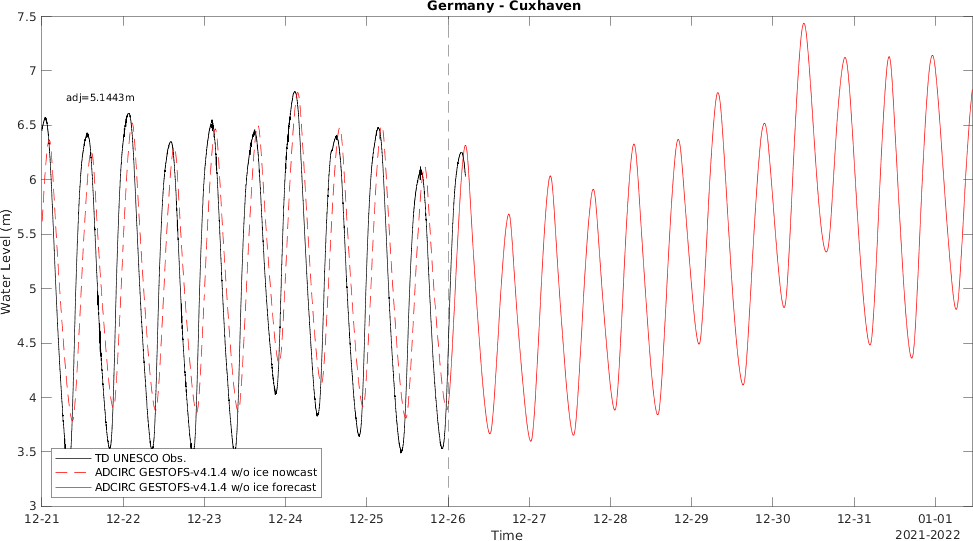 Germany - Cuxhaven
7.5
7
6.5
6
5.5
5
4.5
4
3.5
3
Water Level (m)
adj=5.1443m
TD UNESCO Obs.
ADCIRC GESTOFS-v4.1.4 w/o ice nowcast
ADCIRC GESTOFS-v4.1.4 w/o ice forecast
12-21 12-22 12-23 12-24 12-25 12-26 12-27 12-28 12-29 12-30 12-31 01-01
Time
2021-2022